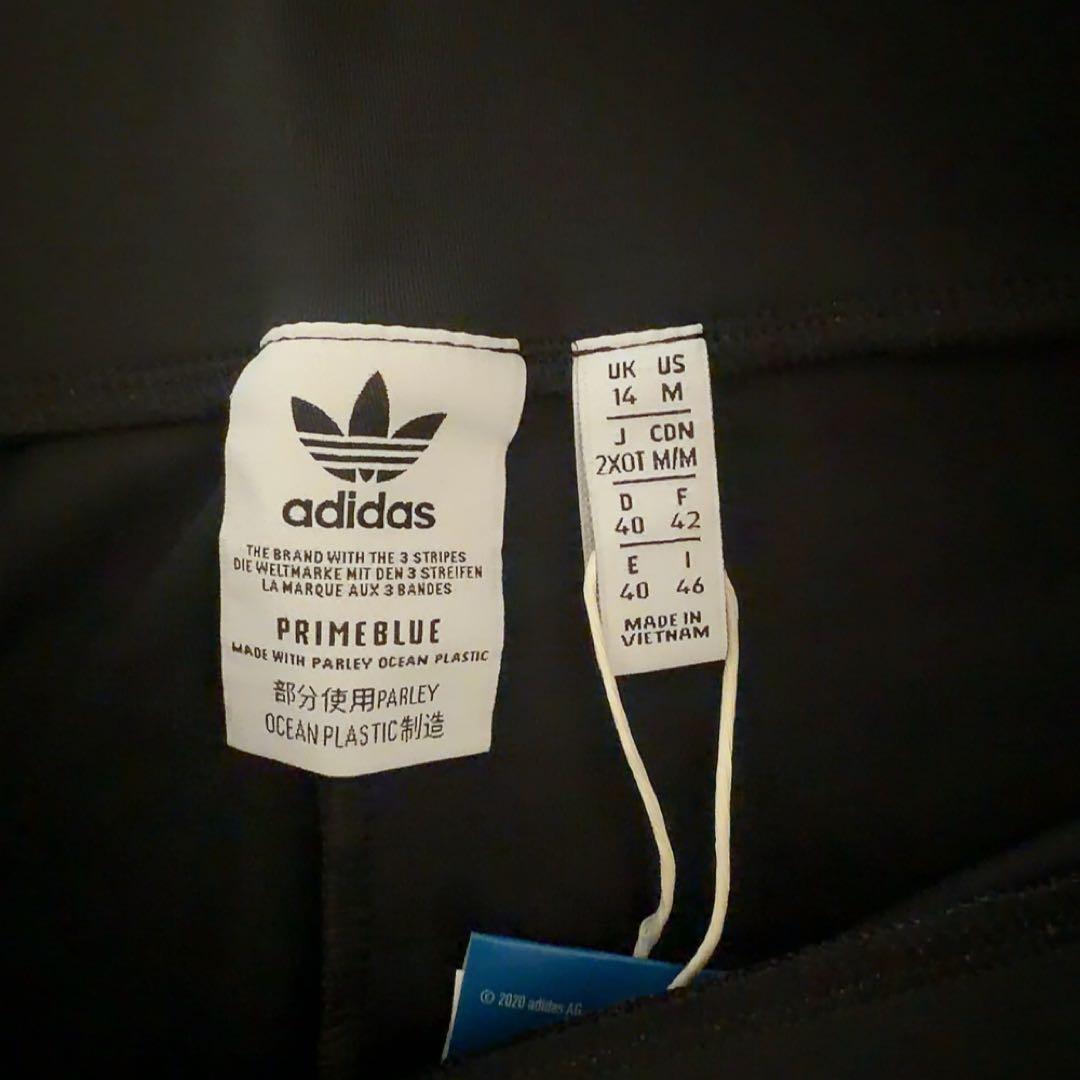 adidas
THE BRAND WITH THE 3 STRIPES
DIE WELTMARKE MIT DEN 3 STREIFEN
LA MARQUE AUX 3 BANDES
PRIMEBLUE
MADE WITH PARLEY OCEAN PLASTIC
部分使用PARLEY
OCEAN PLASTIC制造
UK US
14 M
J CDN
2XOT M/M
D F
40 42
E I
40 46
MADE IN
VIETNAM
© 2020 adidas AG